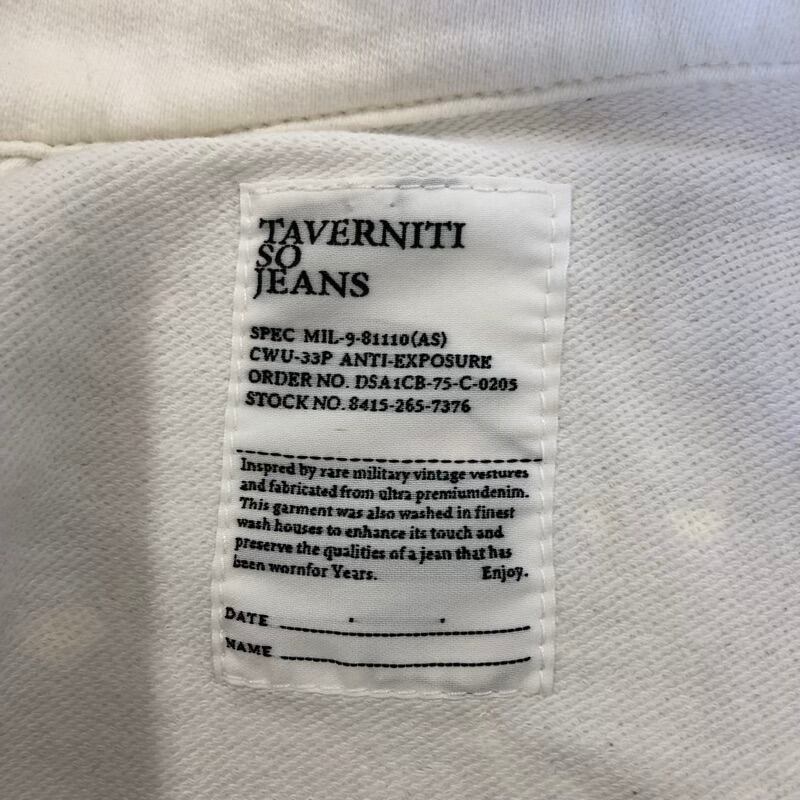 TAVERNITI
SO
JEANS
SPEC MIL-9-81110(AS)
CWU-33P ANTI-EXPOSURE
ORDER NO. DSA1CB-75-C-0205
STOCK NO. 8415-265-7376
Inspred by rare military vintage vestures
and fabricated from ultra premiumdenim.
This garment was also washed in finest
wash houses to enhance its touch and
preserve the qualities of a jean that has
been wornfor Years. Enjoy.
DATE . .
NAME